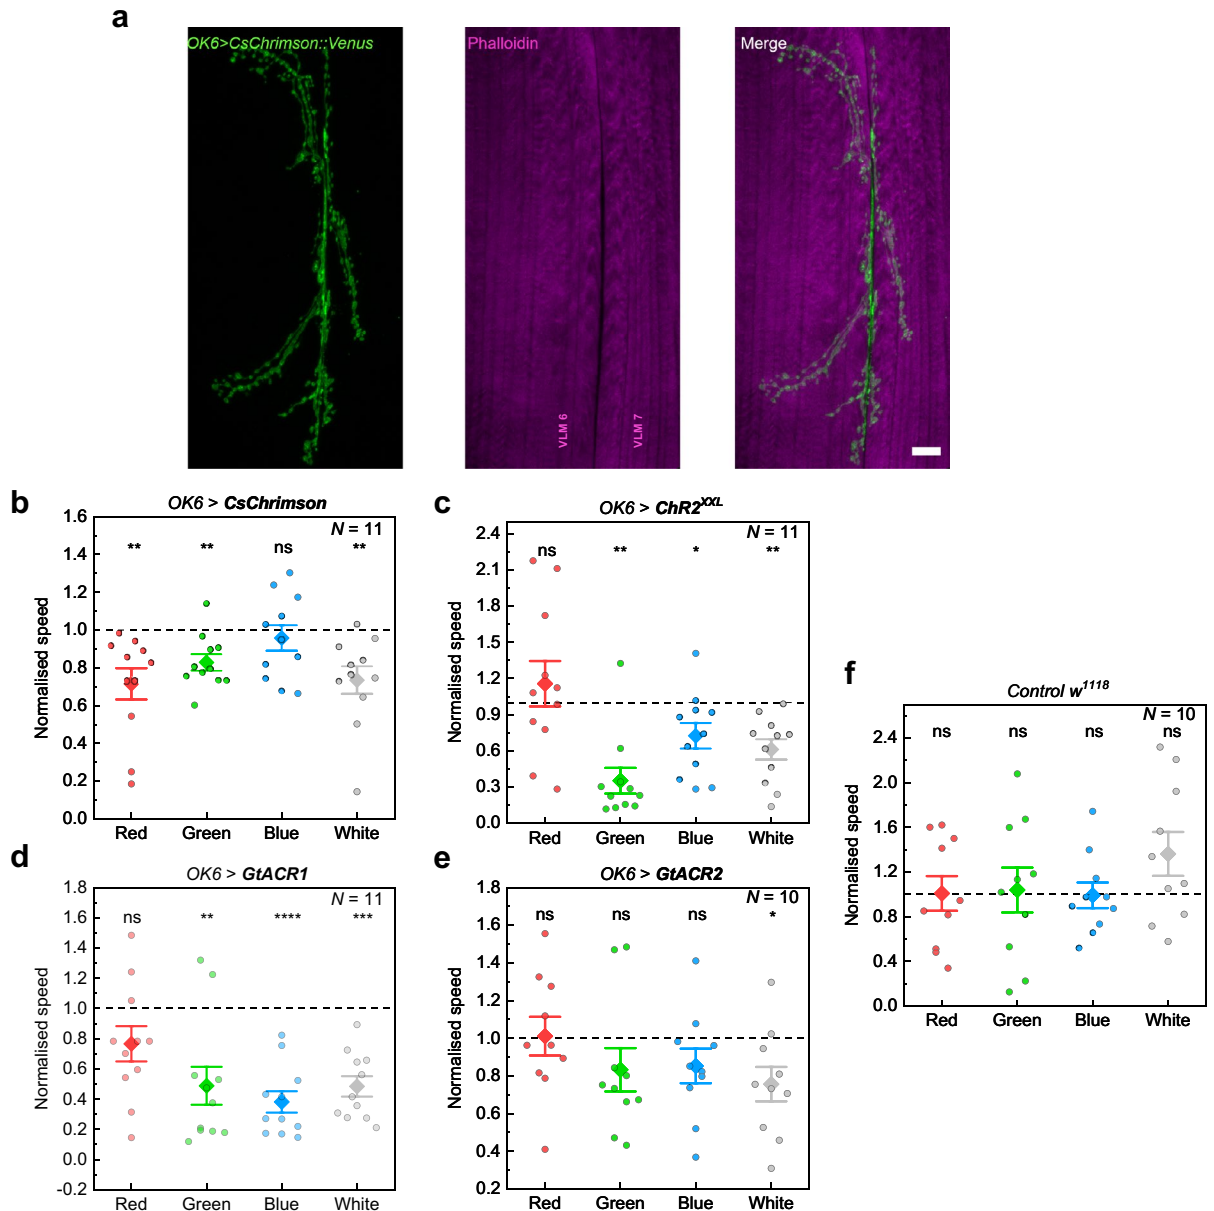 a
OK6>CsChrimson::Venus
Phalloidin
Merge
VLM 6
VLM 7
b
OK6 > CsChrimson
N = 11
** ** ns **
Normalised speed
1.6
1.4
1.2
1.0
0.8
0.6
0.4
0.2
0.0
Red Green Blue White
c
OK6 > ChR2XXL
N = 11
ns ** * **
Normalised speed
2.4
2.1
1.8
1.5
1.2
0.9
0.6
0.3
0.0
Red Green Blue White
d
OK6 > GtACR1
N = 11
ns ** **** ***
Normalised speed
1.8
1.6
1.4
1.2
1.0
0.8
0.6
0.4
0.2
0.0
-0.2
Red Green Blue White
e
OK6 > GtACR2
N = 10
ns ns ns *
Normalised speed
1.8
1.6
1.4
1.2
1.0
0.8
0.6
0.4
0.2
Red Green Blue White
f
Control w1118
N = 10
ns ns ns ns
Normalised speed
2.4
2.0
1.6
1.2
0.8
0.4
0.0
Red Green Blue White